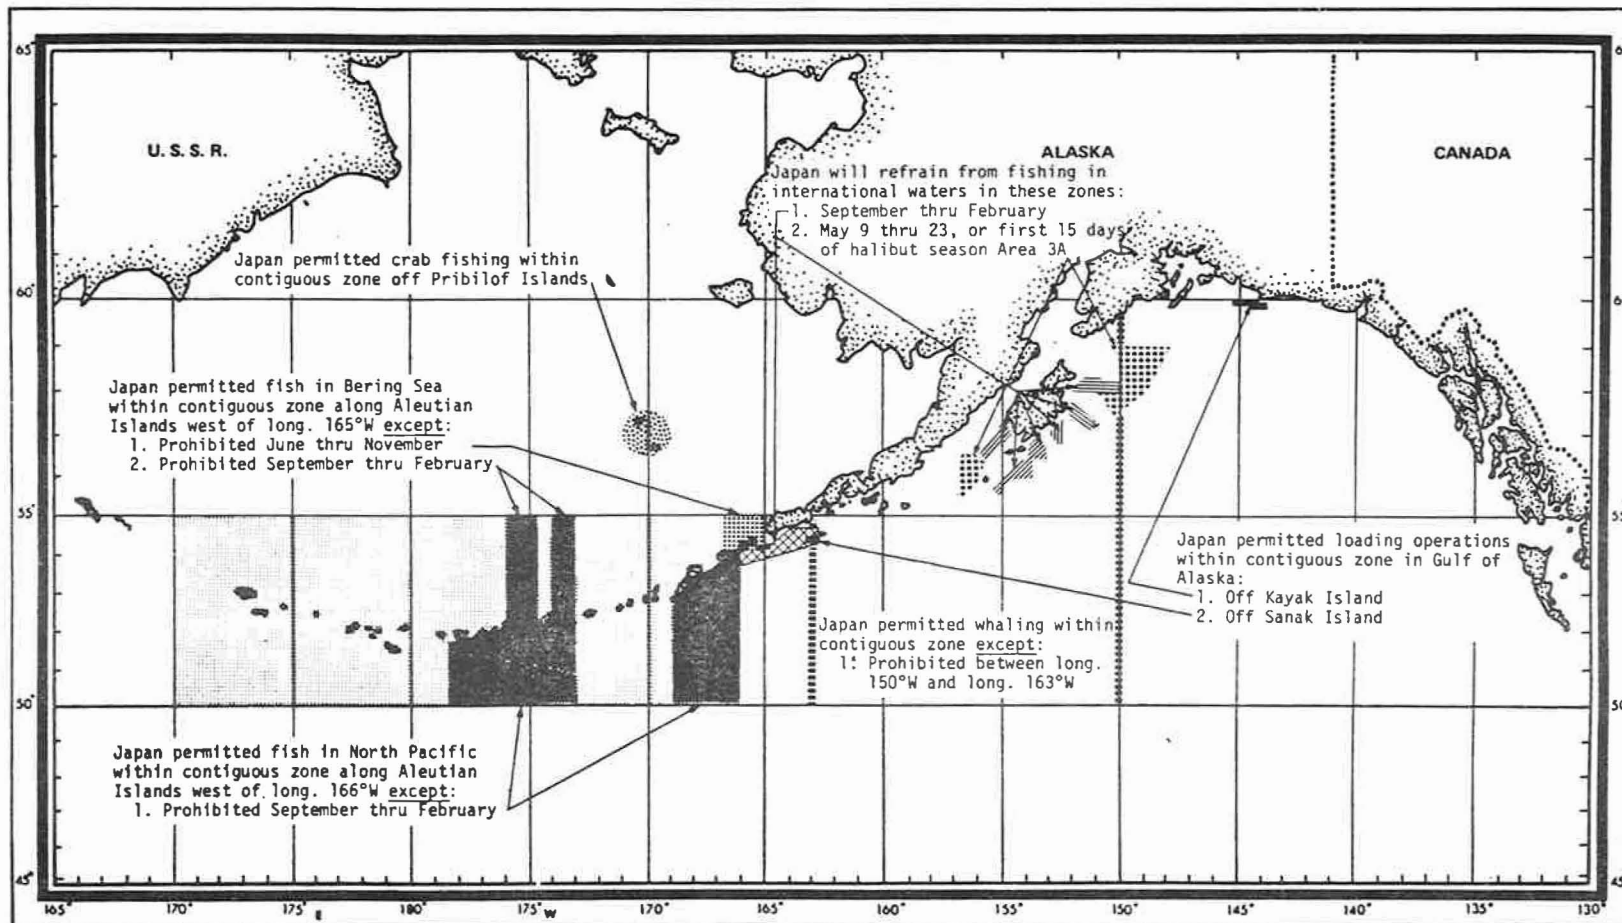 65°
U. S. S. R.
ALASKA
CANADA
Japan will refrain from fishing in
international waters in these zones:
1. September thru February
2. May 9 thru 23, or first 15 days
of halibut season Area 3A
Japan permitted crab fishing within
contiguous zone off Pribilof Islands
60°
Japan permitted fish in Bering Sea
within contiguous zone along Aleutian
Islands west of long. 165°W except:
1. Prohibited June thru November
2. Prohibited September thru February
55°
Japan permitted loading operations
within contiguous zone in Gulf of
Alaska:
1. Off Kayak Island
2. Off Sanak Island
Japan permitted whaling within
contiguous zone except:
1. Prohibited between long.
150°W and long. 163°W
50°
Japan permitted fish in North Pacific
within contiguous zone along Aleutian
Islands west of long. 166°W except:
1. Prohibited September thru February
45°
165° 170° 175° E 180° 175° W 170° 165° 160° 155° 150° 145° 140° 135° 130°